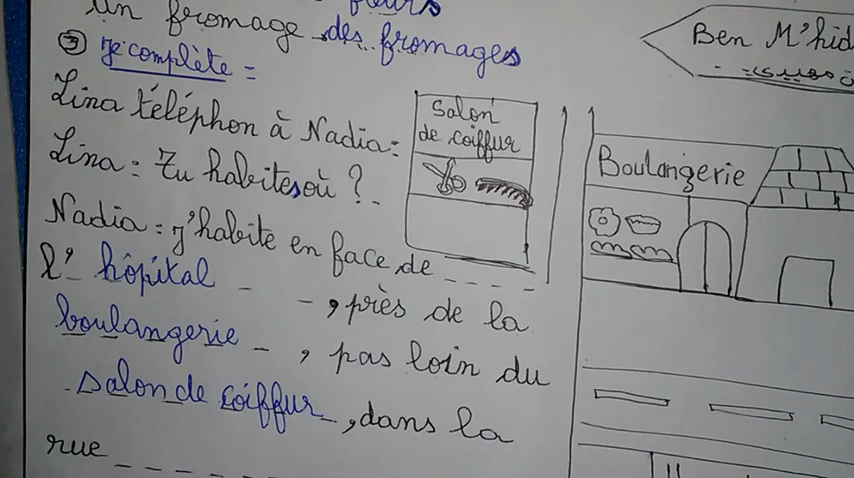 fleurs
un fromage des fromages
③ Je complète =
Lina téléphon à Nadia =
Lina = Tu habites où ?
Nadia = j'habite en face de
l'hôpital, près de la
boulangerie, pas loin du
salon de coiffur, dans la
rue
Salon
de coiffur
Ben M'hid
Boulangerie